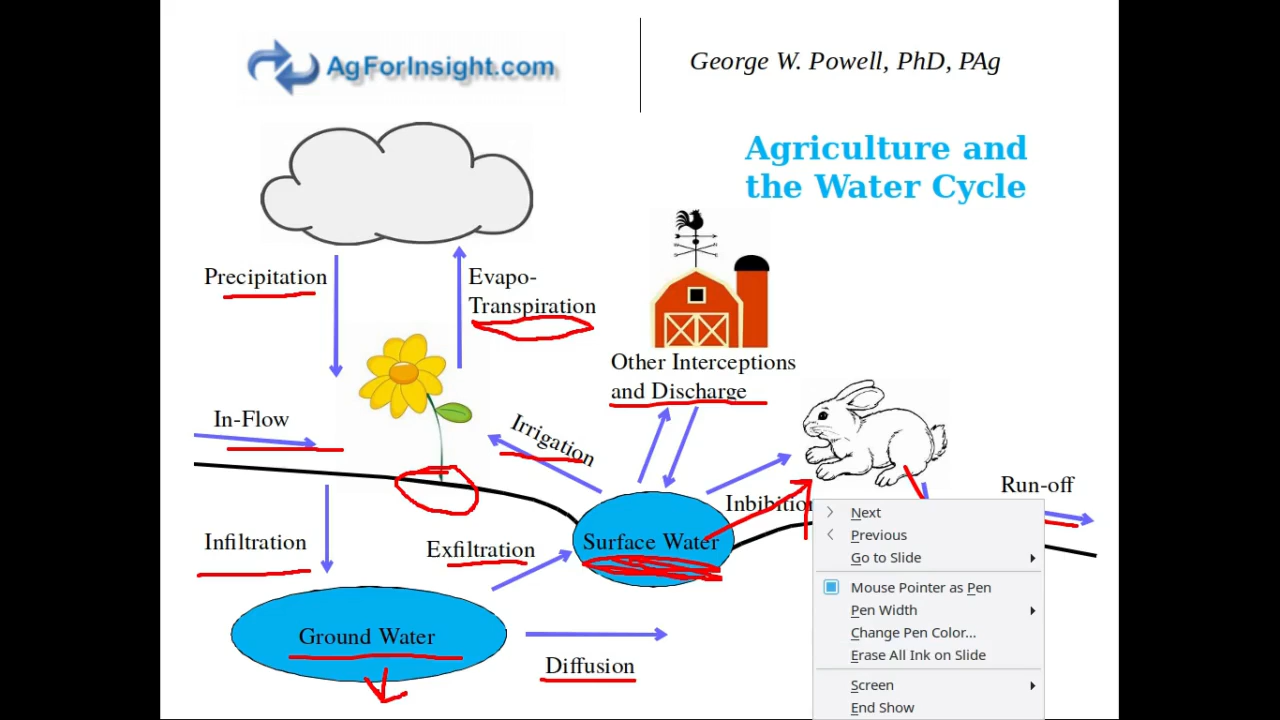 AgForInsight.com
George W. Powell, PhD, PAg
Agriculture and
the Water Cycle
Precipitation
Evapo-
Transpiration
Other Interceptions
and Discharge
In-Flow
Irrigation
Run-off
Inbibition
Infiltration
Exfiltration
Surface Water
Ground Water
Diffusion
Next
Previous
Go to Slide
Mouse Pointer as Pen
Pen Width
Change Pen Color...
Erase All Ink on Slide
Screen
End Show